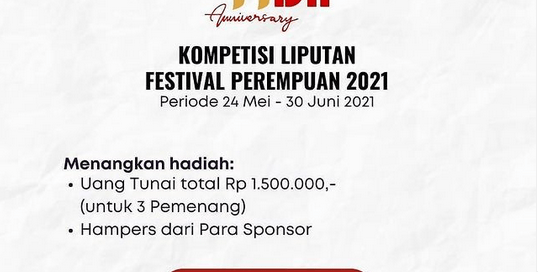 Anniversary
KOMPETISI LIPUTAN
FESTIVAL PEREMPUAN 2021
Periode 24 Mei - 30 Juni 2021
Menangkan hadiah:
• Uang Tunai total Rp 1.500.000,-
(untuk 3 Pemenang)
• Hampers dari Para Sponsor